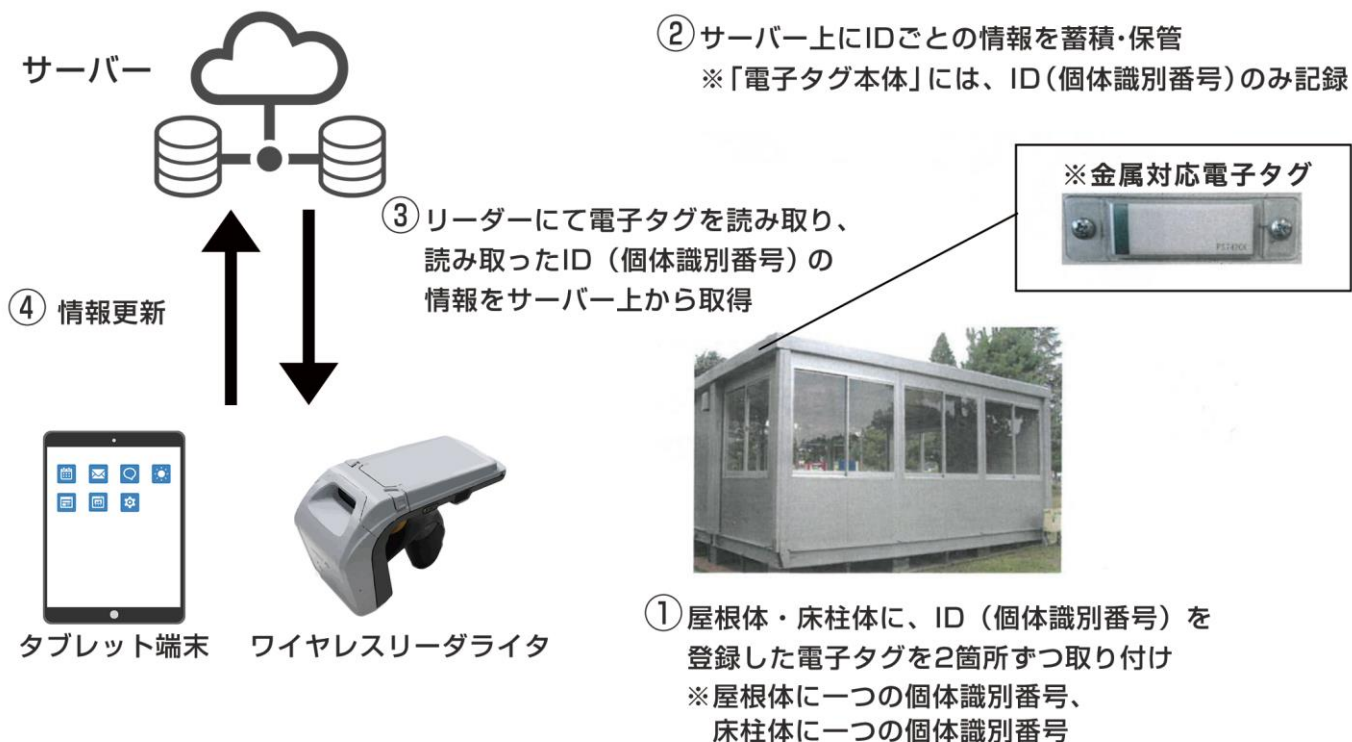 サーバー
②サーバー上にIDごとの情報を蓄積・保管
※「電子タグ本体」には、ID(個体識別番号)のみ記録
※金属対応電子タグ
③リーダーにて電子タグを読み取り、
読み取ったID（個体識別番号）の
情報をサーバー上から取得
④ 情報更新
タブレット端末
ワイヤレスリーダライタ
①屋根体・床柱体に、ID（個体識別番号）を
登録した電子タグを2箇所ずつ取り付け
※屋根体に一つの個体識別番号、
床柱体に一つの個体識別番号